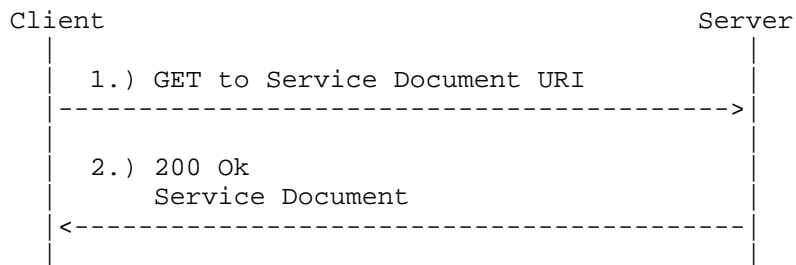 Client Server
1.) GET to Service Document URI
2.) 200 Ok
Service Document